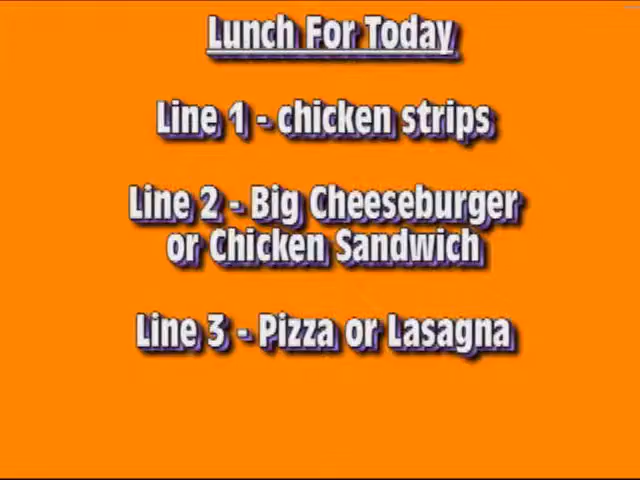 Lunch For Today
Line 1 - chicken strips
Line 2 - Big Cheeseburger
or Chicken Sandwich
Line 3 - Pizza or Lasagna